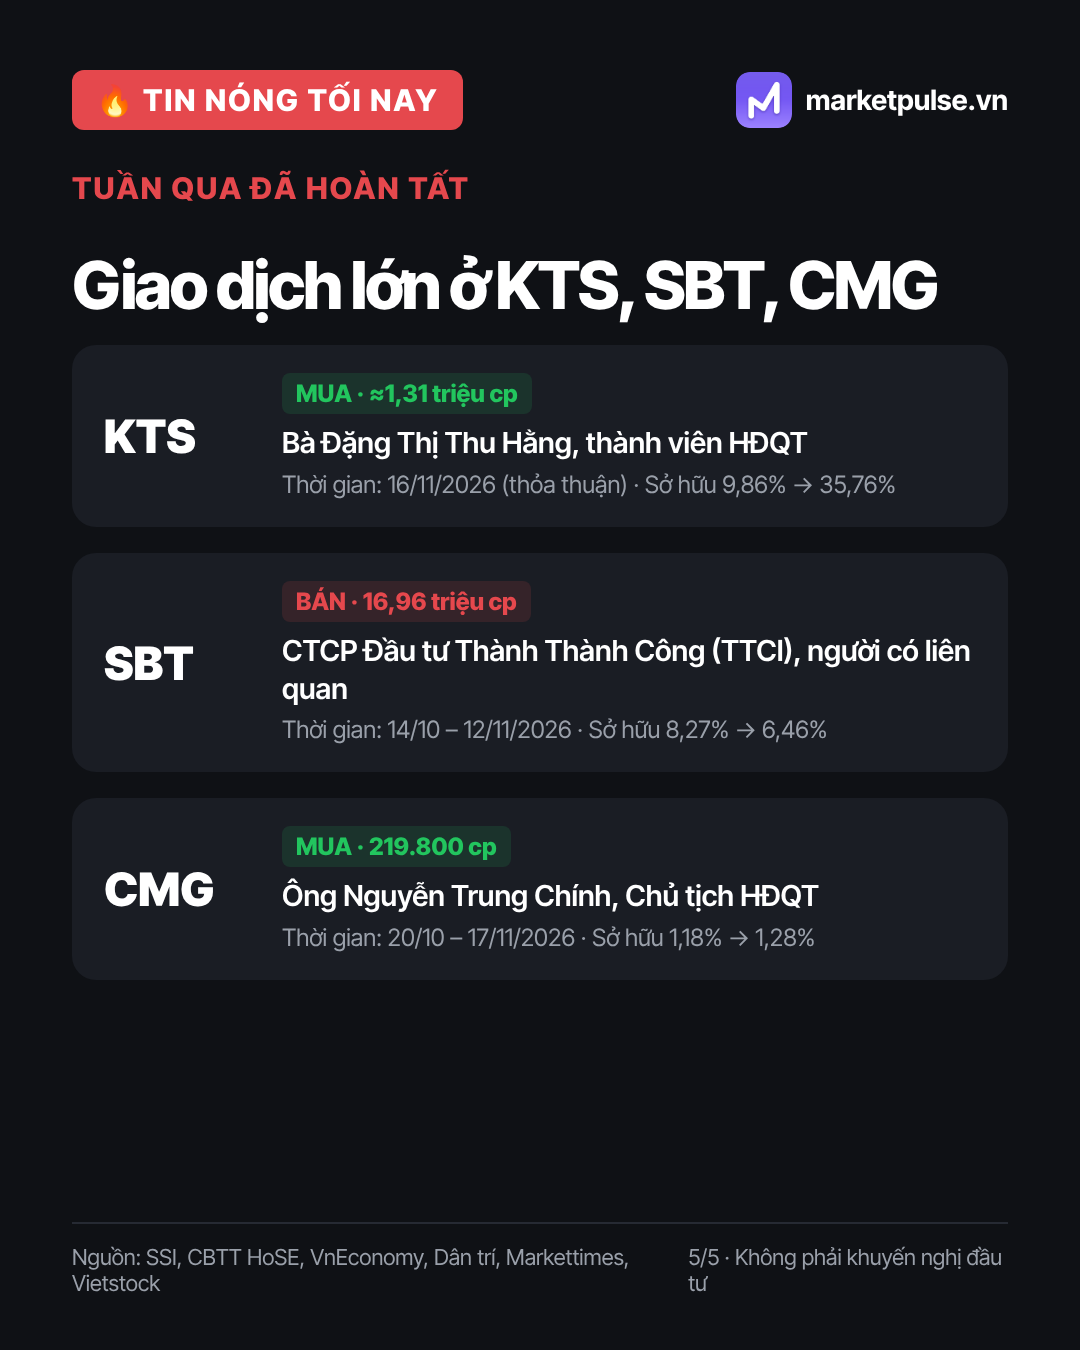 🔥 TIN NÓNG TỐI NAY
marketpulse.vn
TUẦN QUA ĐÃ HOÀN TẤT
Giao dịch lớn ở KTS, SBT, CMG
KTS
MUA · ≈1,31 triệu cp
Bà Đặng Thị Thu Hằng, thành viên HĐQT
Thời gian: 16/11/2026 (thỏa thuận) · Sở hữu 9,86% → 35,76%
SBT
BÁN · 16,96 triệu cp
CTCP Đầu tư Thành Thành Công (TTCI), người có liên
quan
Thời gian: 14/10 – 12/11/2026 · Sở hữu 8,27% → 6,46%
CMG
MUA · 219.800 cp
Ông Nguyễn Trung Chính, Chủ tịch HĐQT
Thời gian: 20/10 – 17/11/2026 · Sở hữu 1,18% → 1,28%
Nguồn: SSI, CBTT HoSE, VnEconomy, Dân trí, Markettimes,
Vietstock
5/5 · Không phải khuyến nghị đầu
tư